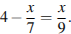 4 − x/7 = x/9.